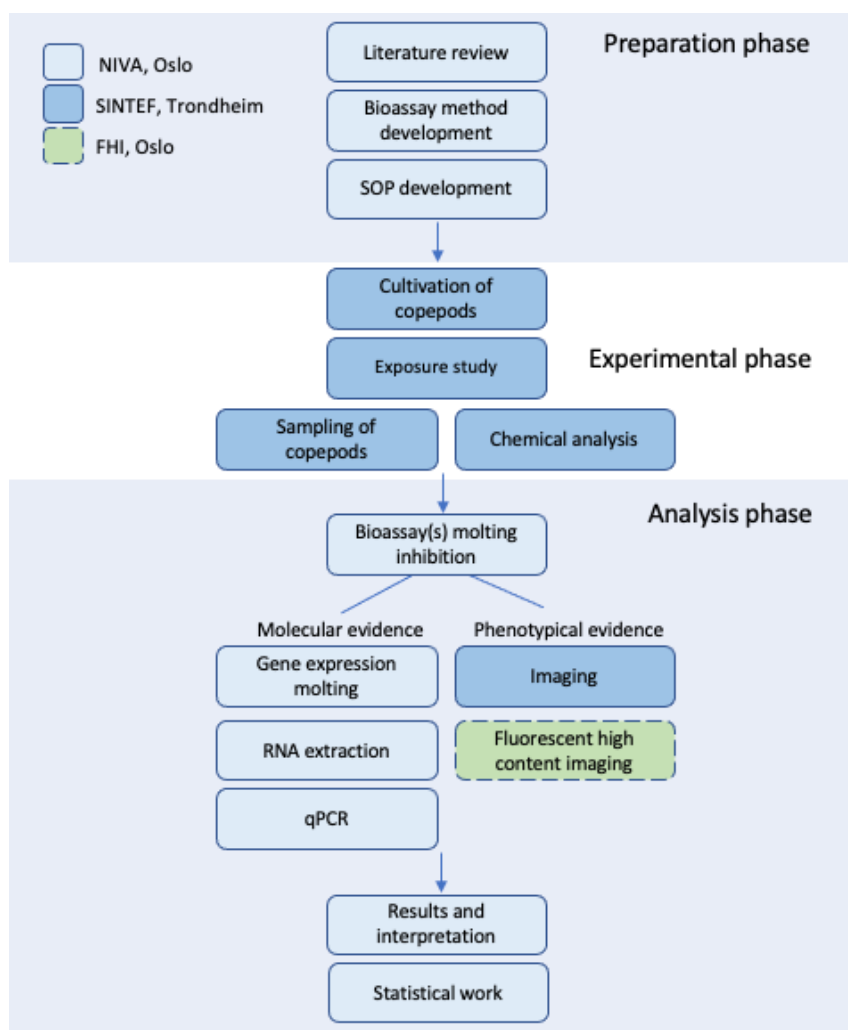 Preparation phase
NIVA, Oslo
SINTEF, Trondheim
FHI, Oslo
Literature review
Bioassay method
development
SOP development
Cultivation of
copepods
Exposure study
Experimental phase
Sampling of
copepods
Chemical analysis
Analysis phase
Bioassay(s) molting
inhibition
Molecular evidence
Phenotypical evidence
Gene expression
molting
Imaging
RNA extraction
Fluorescent high
content imaging
qPCR
Results and
interpretation
Statistical work